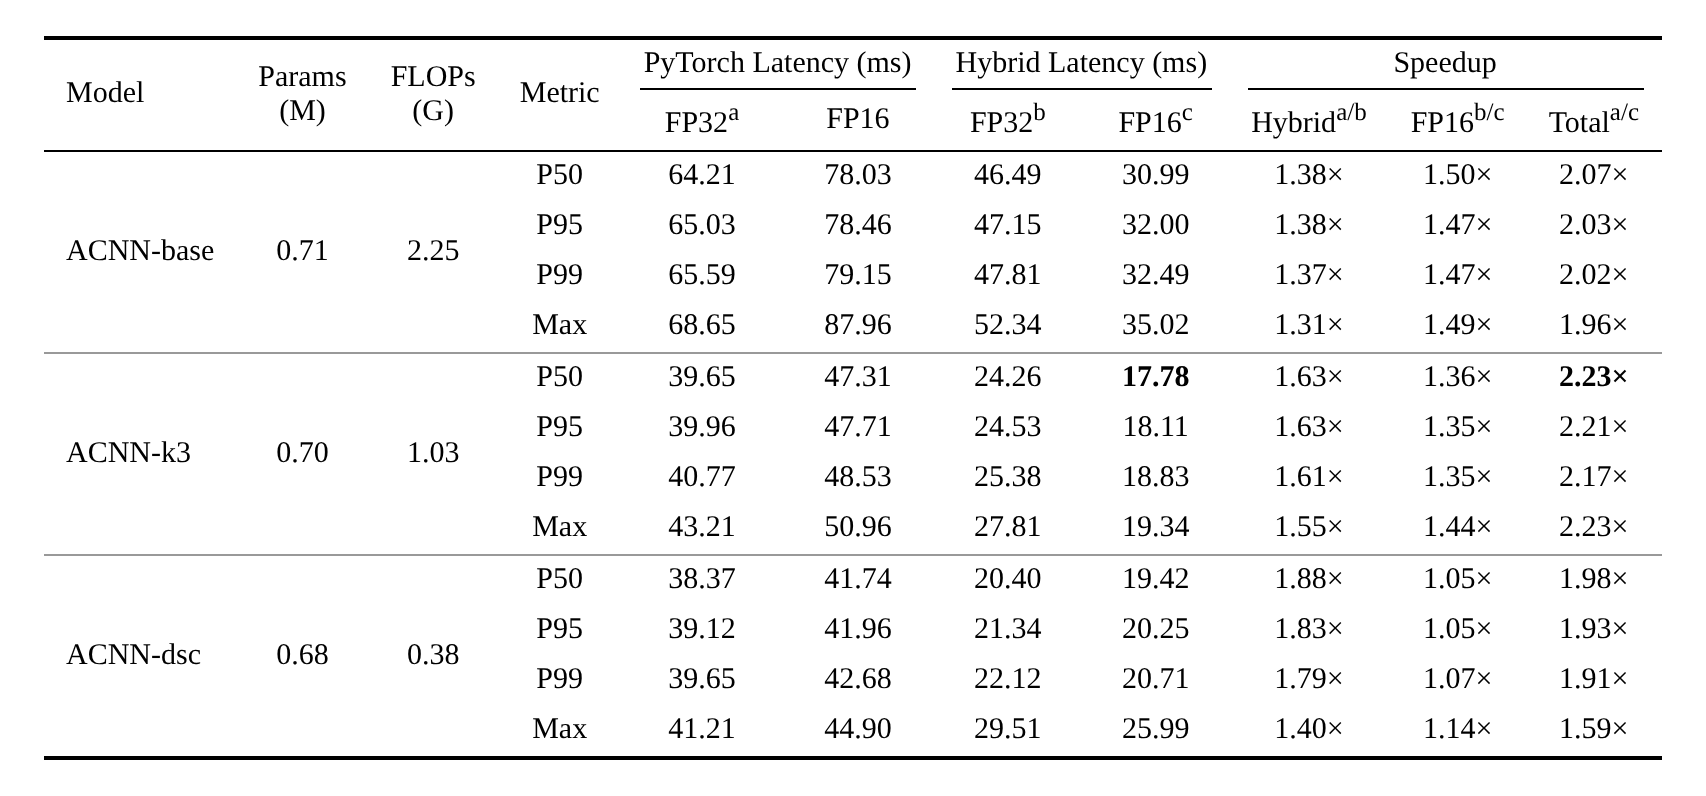 Model Params (M) FLOPs (G) Metric PyTorch Latency (ms) Hybrid Latency (ms) Speedup
FP32a FP16 FP32b FP16c Hybrida/b FP16b/c Totala/c
P50 64.21 78.03 46.49 30.99 1.38× 1.50× 2.07×
P95 65.03 78.46 47.15 32.00 1.38× 1.47× 2.03×
ACNN-base 0.71 2.25
P99 65.59 79.15 47.81 32.49 1.37× 1.47× 2.02×
Max 68.65 87.96 52.34 35.02 1.31× 1.49× 1.96×
P50 39.65 47.31 24.26 17.78 1.63× 1.36× 2.23×
P95 39.96 47.71 24.53 18.11 1.63× 1.35× 2.21×
ACNN-k3 0.70 1.03
P99 40.77 48.53 25.38 18.83 1.61× 1.35× 2.17×
Max 43.21 50.96 27.81 19.34 1.55× 1.44× 2.23×
P50 38.37 41.74 20.40 19.42 1.88× 1.05× 1.98×
P95 39.12 41.96 21.34 20.25 1.83× 1.05× 1.93×
ACNN-dsc 0.68 0.38
P99 39.65 42.68 22.12 20.71 1.79× 1.07× 1.91×
Max 41.21 44.90 29.51 25.99 1.40× 1.14× 1.59×